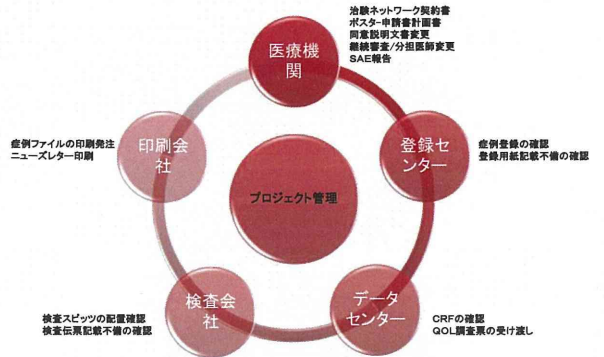 治験ネットワーク契約書
ポスター申請書計画書
同意説明文書変更
継続審査/分担医師変更
SAE報告
医療機
関
症例ファイルの印刷発注
ニューズレター印刷
印刷会
社
登録セ
ンター
症例登録の確認
登録用紙記載不備の確認
プロジェクト管理
検査スピッツの配置確認
検査伝票記載不備の確認
検査会
社
データ
センター
CRFの確認
QOL調査票の受け渡し